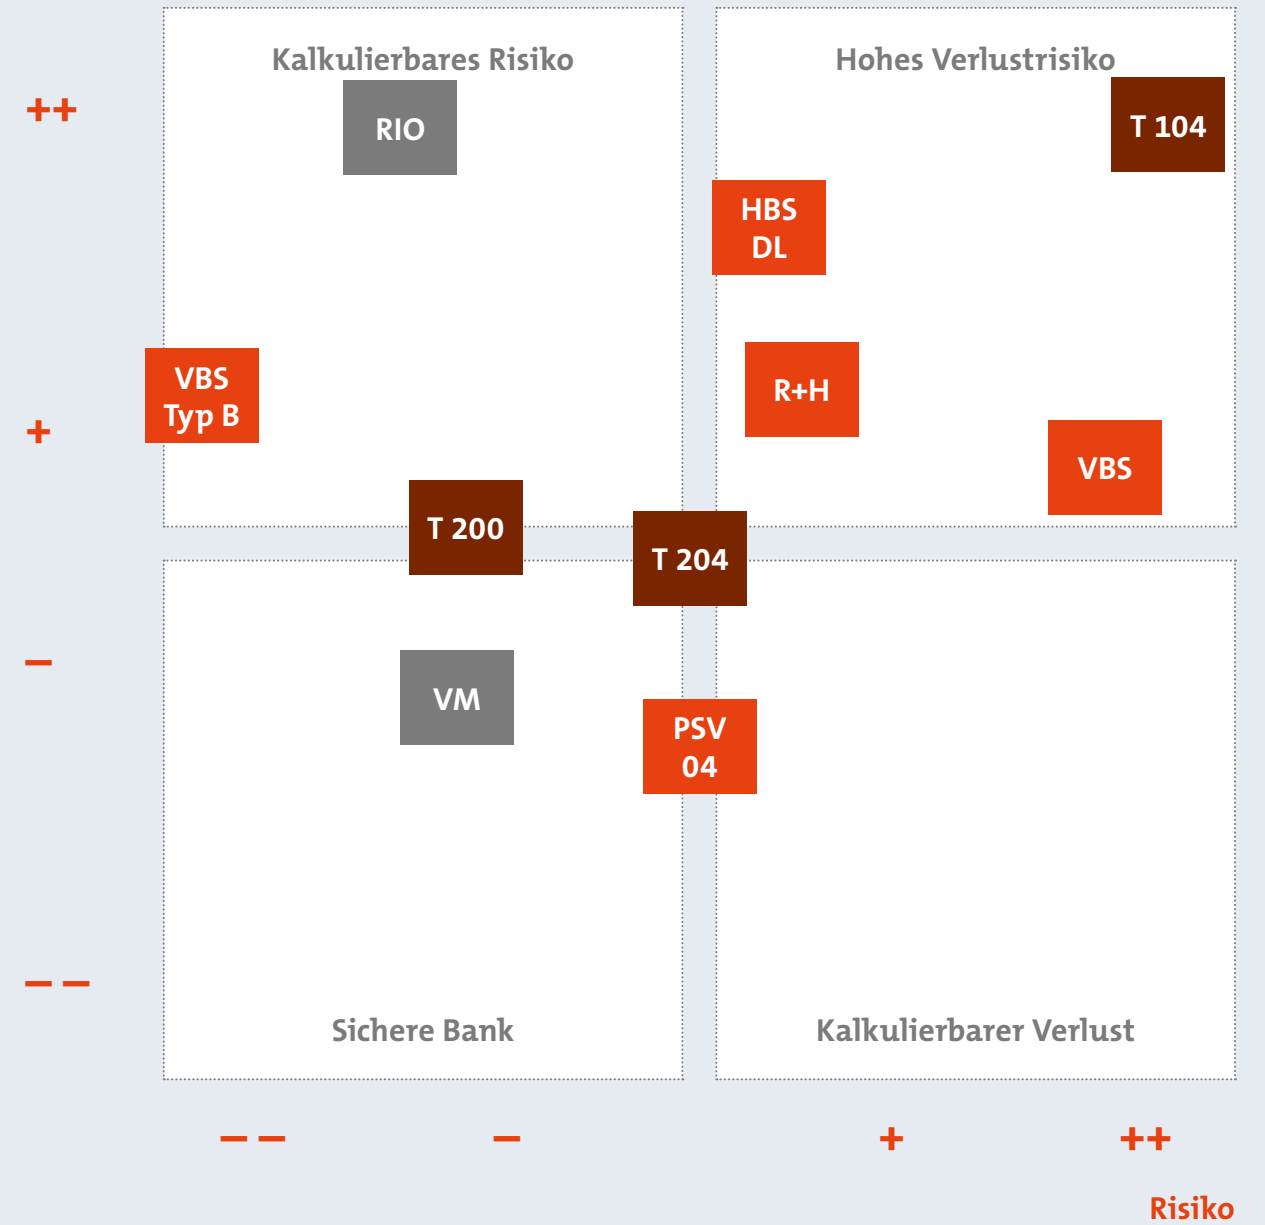 Kalkulierbares Risiko
Hohes Verlustrisiko
++
RIO
T 104
HBS
DL
VBS
Typ B
R+H
+
VBS
T 200
T 204
–
VM
PSV
04
– –
Sichere Bank
Kalkulierbarer Verlust
– –
–
+
++
Risiko